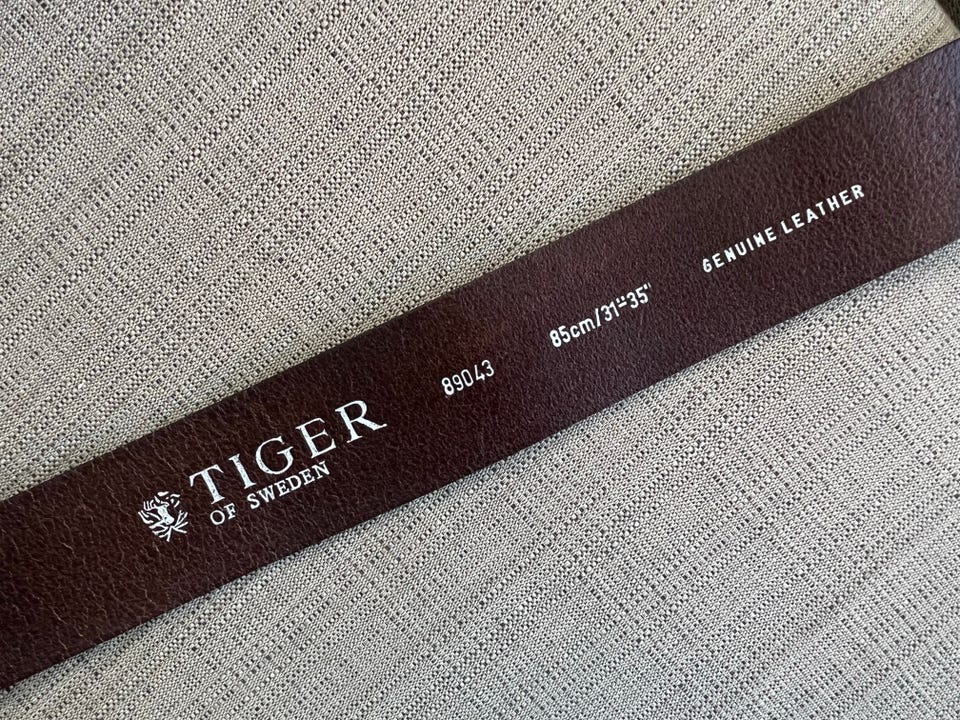 TIGER
OF SWEDEN
89043
85cm/31"-35"
GENUINE LEATHER